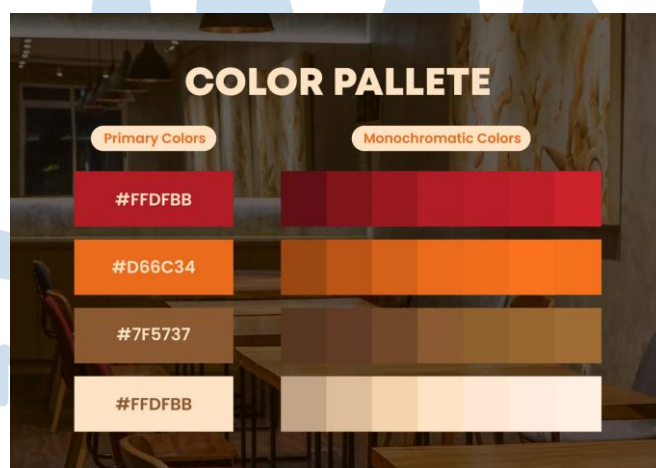 COLOR PALLETE
Primary Colors
Monochromatic Colors
#FFDFBB
#D66C34
#7F5737
#FFDFBB